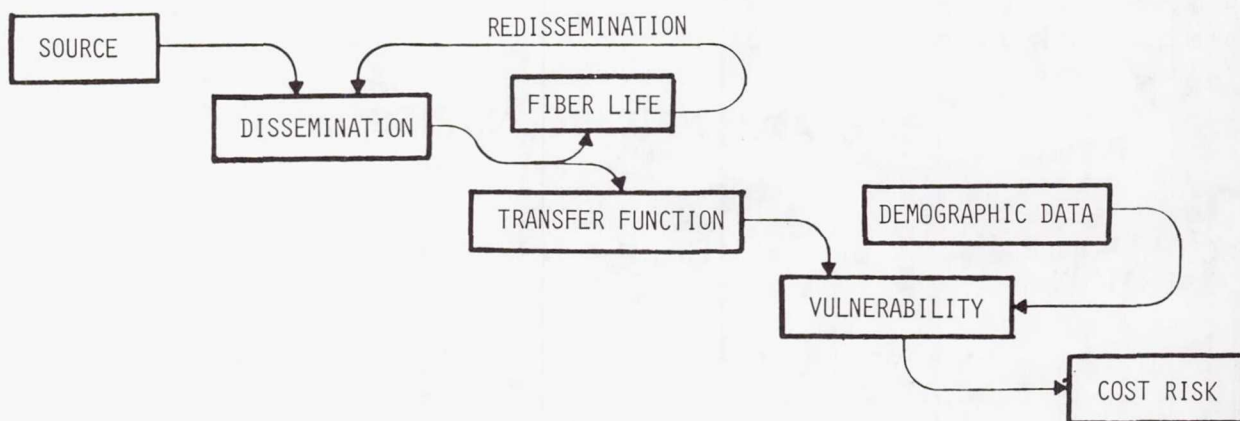 REDISSEMINATION
SOURCE
FIBER LIFE
DISSEMINATION
TRANSFER FUNCTION
DEMOGRAPHIC DATA
VULNERABILITY
COST RISK